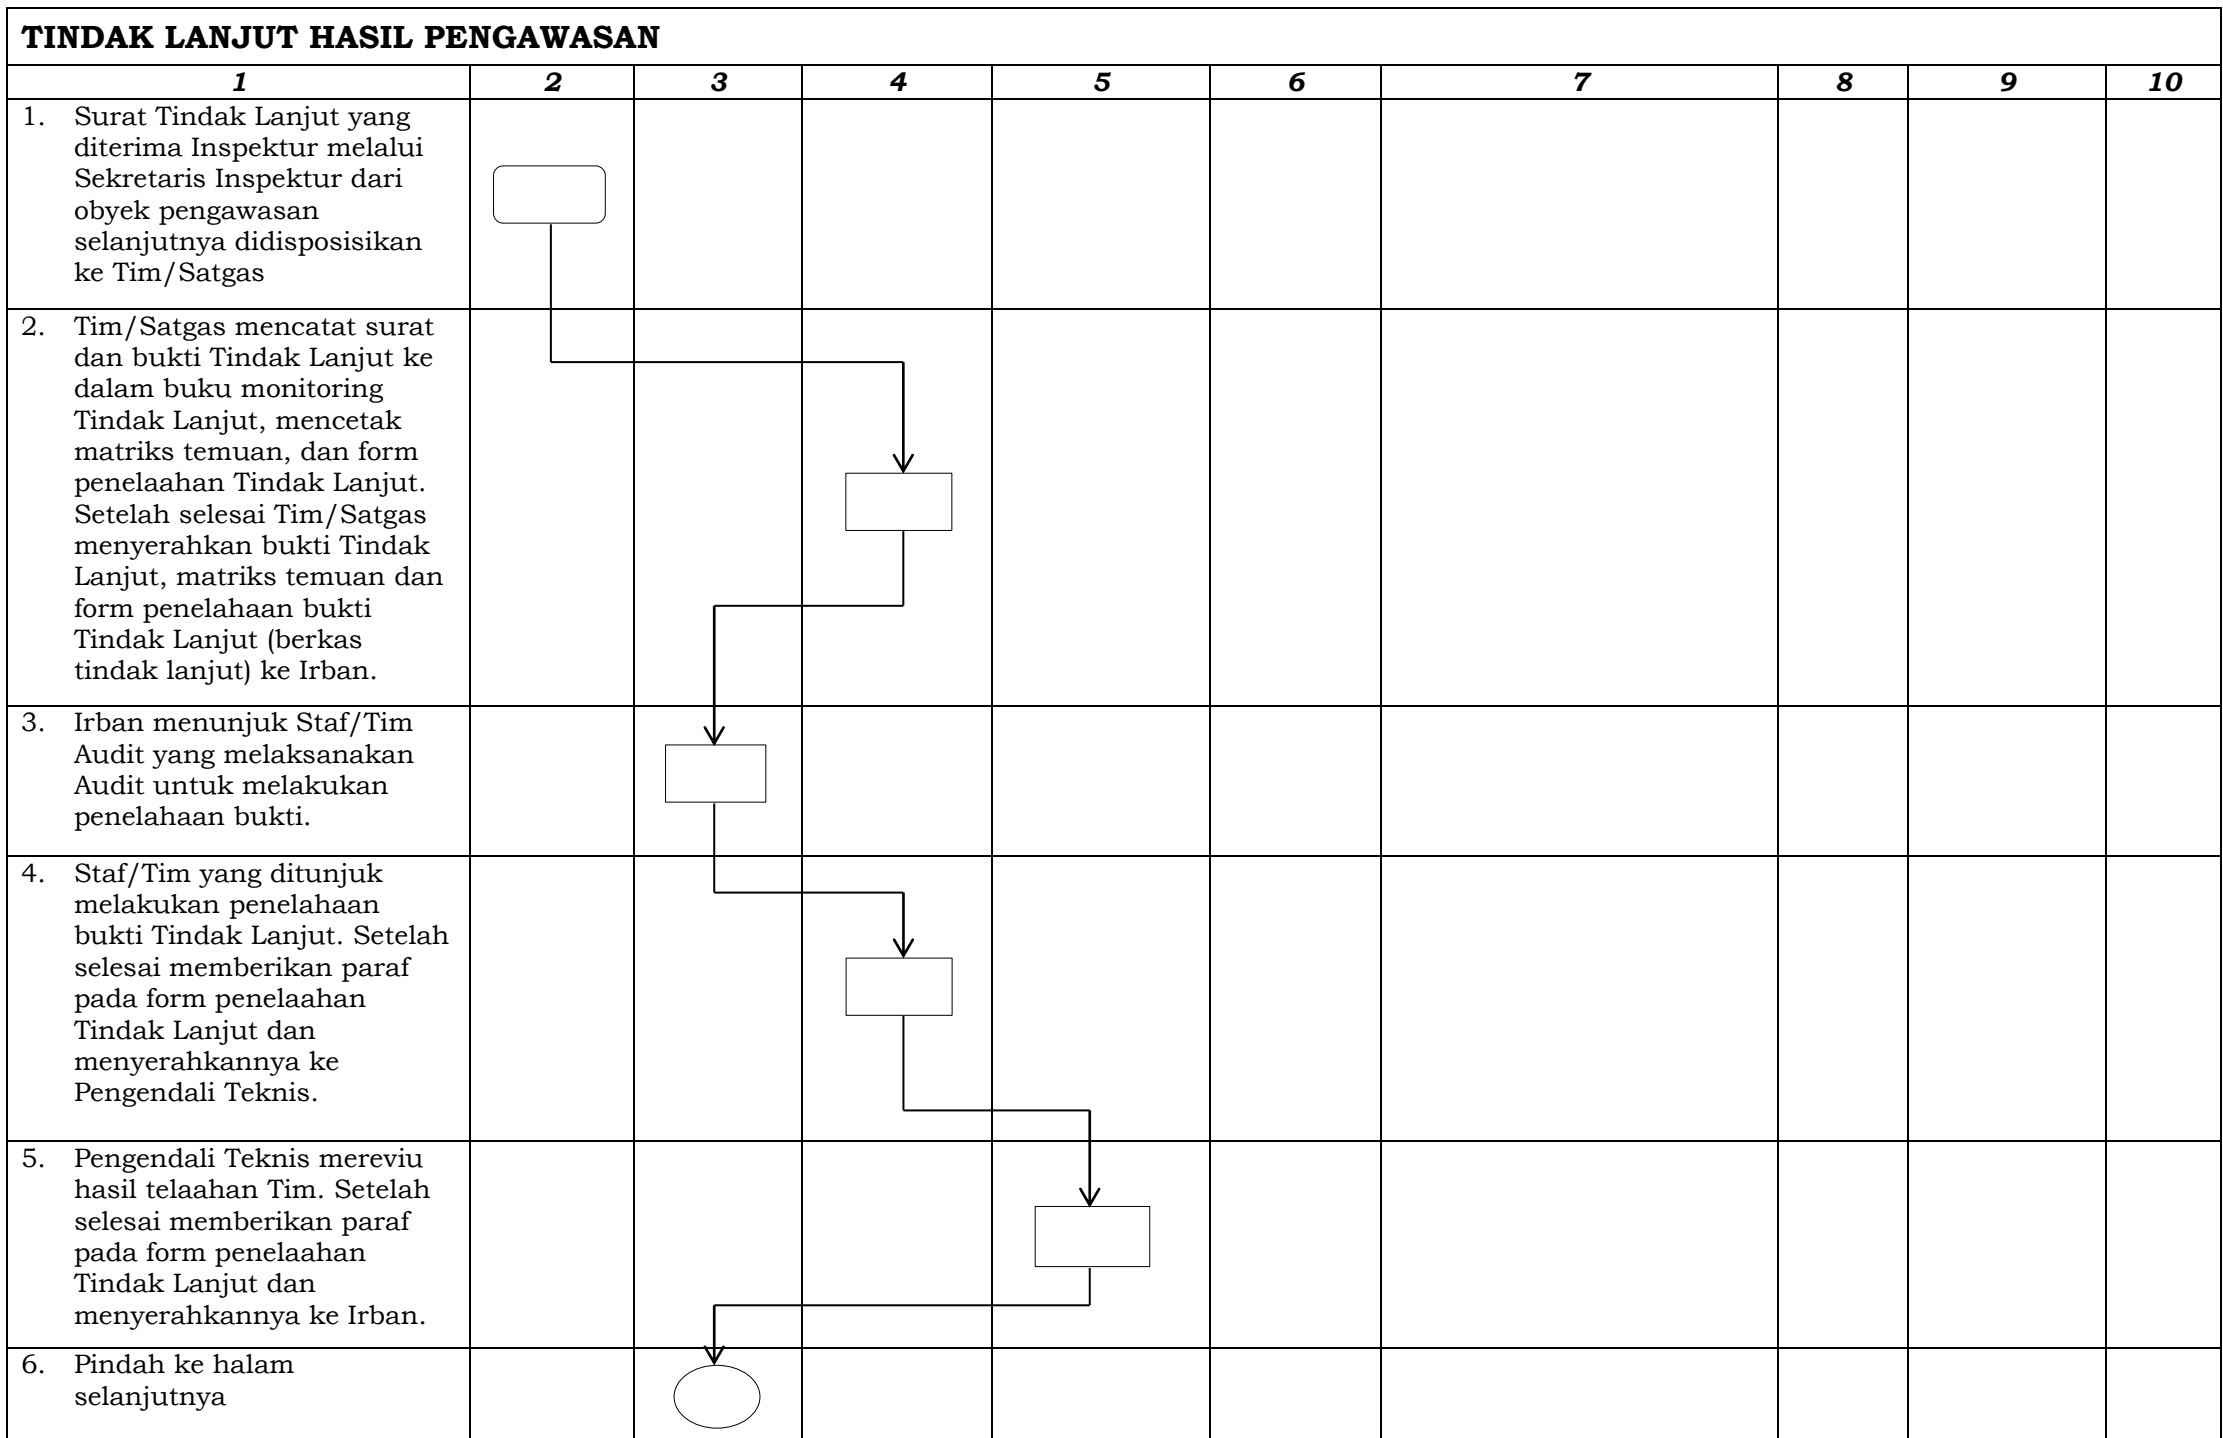 TINDAK LANJUT HASIL PENGAWASAN
1 2 3 4 5 6 7 8 9 10
1. Surat Tindak Lanjut yang
diterima Inspektur melalui
Sekretaris Inspektur dari
obyek pengawasan
selanjutnya didisposisikan
ke Tim/Satgas
2. Tim/Satgas mencatat surat
dan bukti Tindak Lanjut ke
dalam buku monitoring
Tindak Lanjut, mencetak
matriks temuan, dan form
penelaahan Tindak Lanjut.
Setelah selesai Tim/Satgas
menyerahkan bukti Tindak
Lanjut, matriks temuan dan
form penelahaan bukti
Tindak Lanjut (berkas
tindak lanjut) ke Irban.
3. Irban menunjuk Staf/Tim
Audit yang melaksanakan
Audit untuk melakukan
penelahaan bukti.
4. Staf/Tim yang ditunjuk
melakukan penelahaan
bukti Tindak Lanjut. Setelah
selesai memberikan paraf
pada form penelaahan
Tindak Lanjut dan
menyerahkannya ke
Pengendali Teknis.
5. Pengendali Teknis mereviu
hasil telaahan Tim. Setelah
selesai memberikan paraf
pada form penelaahan
Tindak Lanjut dan
menyerahkannya ke Irban.
6. Pindah ke halam
selanjutnya